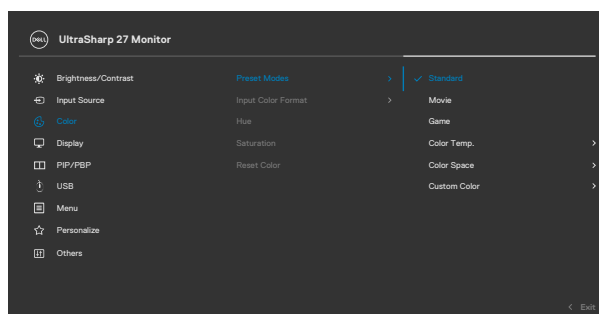 DELL
UltraSharp 27 Monitor
Brightness/Contrast
Preset Modes
Standard
Input Source
Input Color Format
Movie
Color
Hue
Game
Display
Saturation
Color Temp.
PIP/PBP
Reset Color
Color Space
USB
Custom Color
Menu
Personalize
Others
Exit